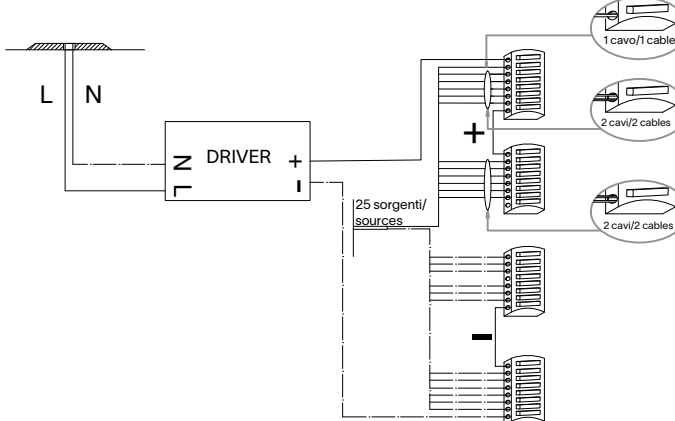 1 cavo/1 cable
L N
2 cavi/2 cables
+
N DRIVER +
L -
25 sorgenti/
sources
2 cavi/2 cables
-